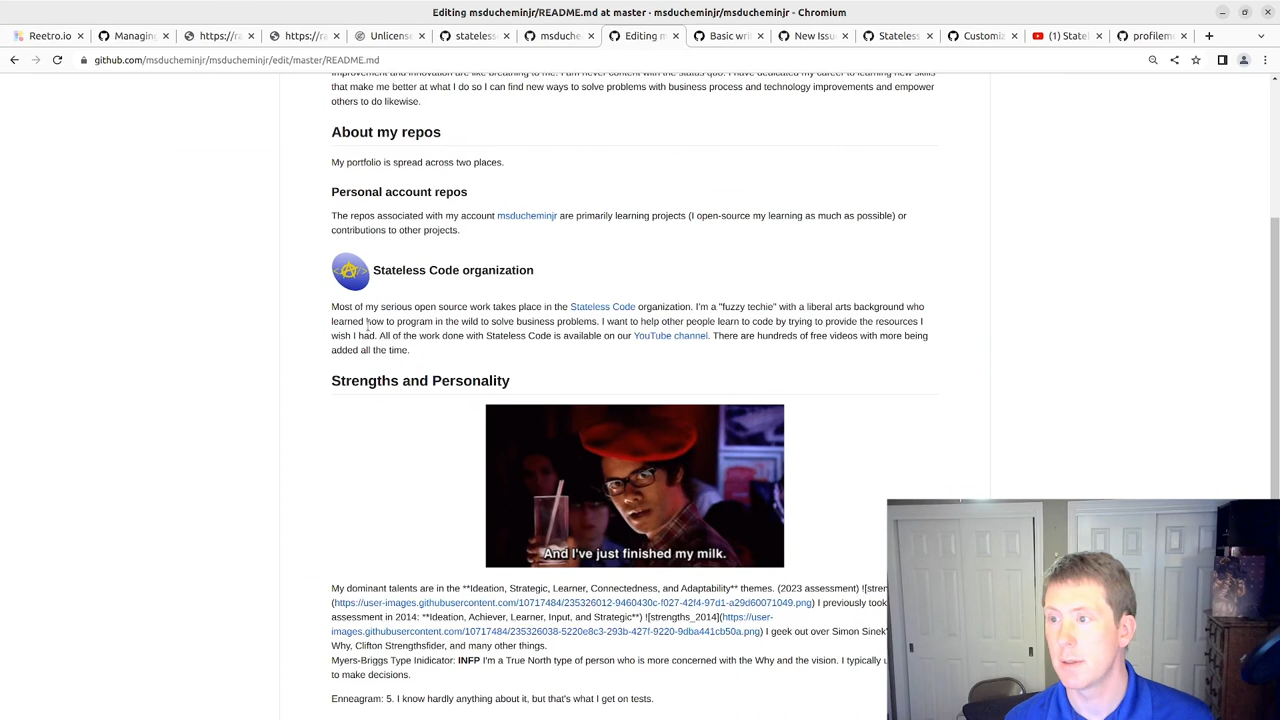 Editing msducheminjr/README.md at master · msducheminjr/msducheminjr - Chromium
Reetro.io
Managing
https://ra
https://ra
Unlicense
stateless
msduche
Editing m
Basic writ
New Issu
Stateless
Customiz
(1) Statel
profileme
github.com/msducheminjr/msducheminjr/edit/master/README.md
improvement and innovation are like breathing to me. I am never content with the status quo. I have dedicated my career to learning new skills
that make me better at what I do so I can find new ways to solve problems with business process and technology improvements and empower
others to do likewise.
About my repos
My portfolio is spread across two places.
Personal account repos
The repos associated with my account msducheminjr are primarily learning projects (I open-source my learning as much as possible) or
contributions to other projects.
Stateless Code organization
Most of my serious open source work takes place in the Stateless Code organization. I'm a "fuzzy techie" with a liberal arts background who
learned how to program in the wild to solve business problems. I want to help other people learn to code by trying to provide the resources I
wish I had. All of the work done with Stateless Code is available on our YouTube channel. There are hundreds of free videos with more being
added all the time.
Strengths and Personality
And I've just finished my milk.
My dominant talents are in the **Ideation, Strategic, Learner, Connectedness, and Adaptability** themes. (2023 assessment) ![stren
(https://user-images.githubusercontent.com/10717484/235326012-9460430c-f027-42f4-97d1-a29d60071049.png) I previously took
assessment in 2014: **Ideation, Achiever, Learner, Input, and Strategic**) ![strengths_2014](https://user-
images.githubusercontent.com/10717484/235326038-5220e8c3-293b-427f-9220-9dba441cb50a.png) I geek out over Simon Sinek'
Why, Clifton Strengthsfider, and many other things.
Myers-Briggs Type Inidicator: INFP I'm a True North type of person who is more concerned with the Why and the vision. I typically u
to make decisions.
Enneagram: 5. I know hardly anything about it, but that's what I get on tests.